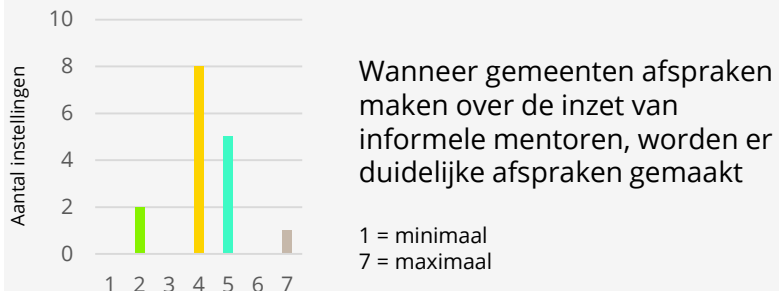 10
8
6
4
2
0
Aantal instellingen
1 2 3 4 5 6 7
Wanneer gemeenten afspraken
maken over de inzet van
informele mentoren, worden er
duidelijke afspraken gemaakt
1 = minimaal
7 = maximaal